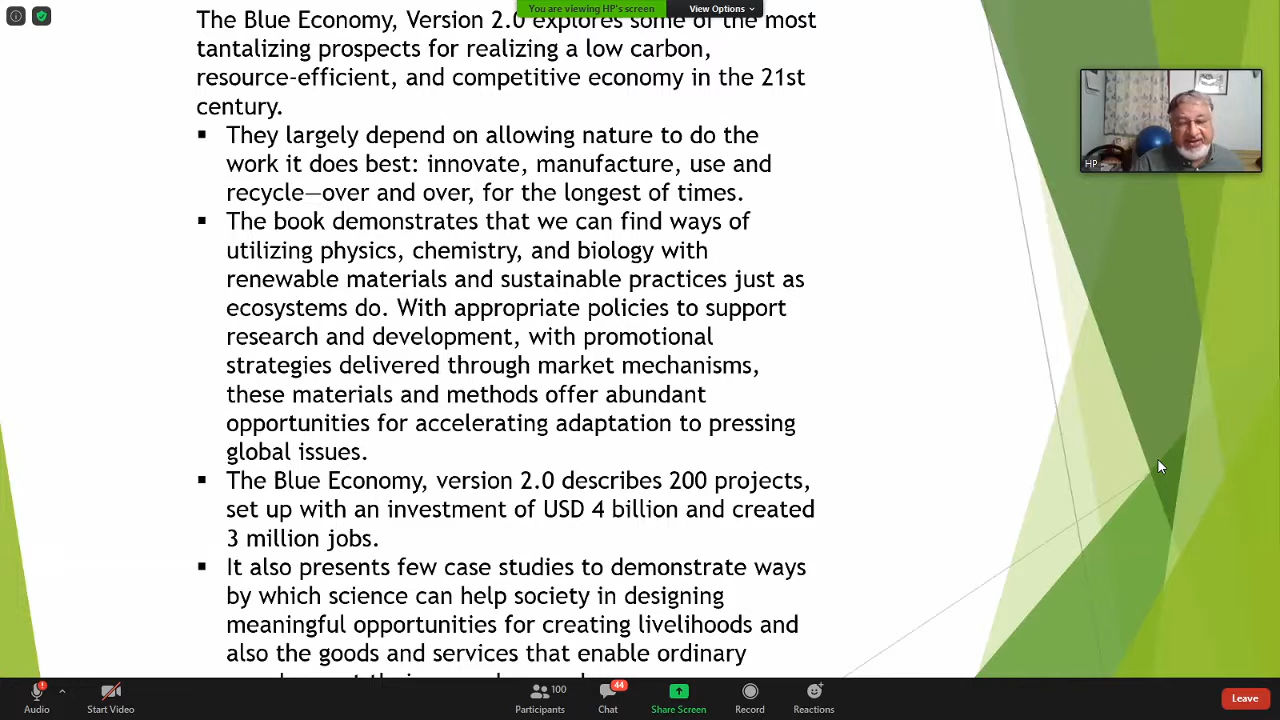 You are viewing HP's screen
View Options
The Blue Economy, Version 2.0 explores some of the most
tantalizing prospects for realizing a low carbon,
resource-efficient, and competitive economy in the 21st
century.
▪ They largely depend on allowing nature to do the
work it does best: innovate, manufacture, use and
recycle—over and over, for the longest of times.
▪ The book demonstrates that we can find ways of
utilizing physics, chemistry, and biology with
renewable materials and sustainable practices just as
ecosystems do. With appropriate policies to support
research and development, with promotional
strategies delivered through market mechanisms,
these materials and methods offer abundant
opportunities for accelerating adaptation to pressing
global issues.
▪ The Blue Economy, version 2.0 describes 200 projects,
set up with an investment of USD 4 billion and created
3 million jobs.
▪ It also presents few case studies to demonstrate ways
by which science can help society in designing
meaningful opportunities for creating livelihoods and
also the goods and services that enable ordinary
HP
Audio
Start Video
Participants 100
Chat 44
Share Screen
Record
Reactions
Leave